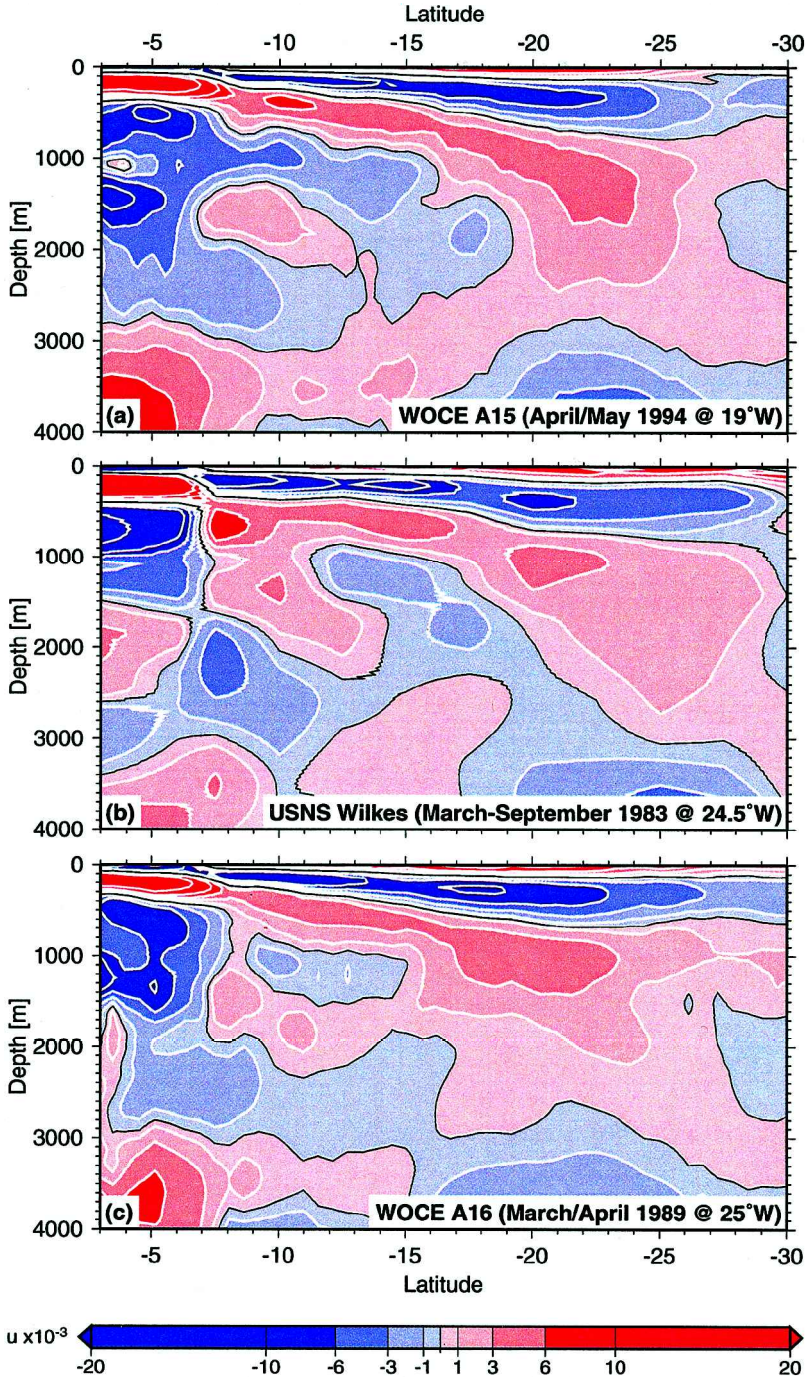 Latitude
-5 -10 -15 -20 -25 -30
0
1000
2000
3000
4000
Depth [m]
(a) WOCE A15 (April/May 1994 @ 19°W)
0
1000
2000
3000
4000
Depth [m]
(b) USNS Wilkes (March-September 1983 @ 24.5°W)
0
1000
2000
3000
4000
Depth [m]
(c) WOCE A16 (March/April 1989 @ 25°W)
-5 -10 -15 -20 -25 -30
Latitude
u x10-3
-20 -10 -6 -3 -1 1 3 6 10 20